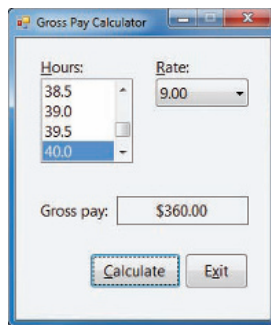 Gross Pay Calculator
Hours:
Rate:
38.5
39.0
39.5
40.0
9.00
Gross pay:
$360.00
Calculate
Exit